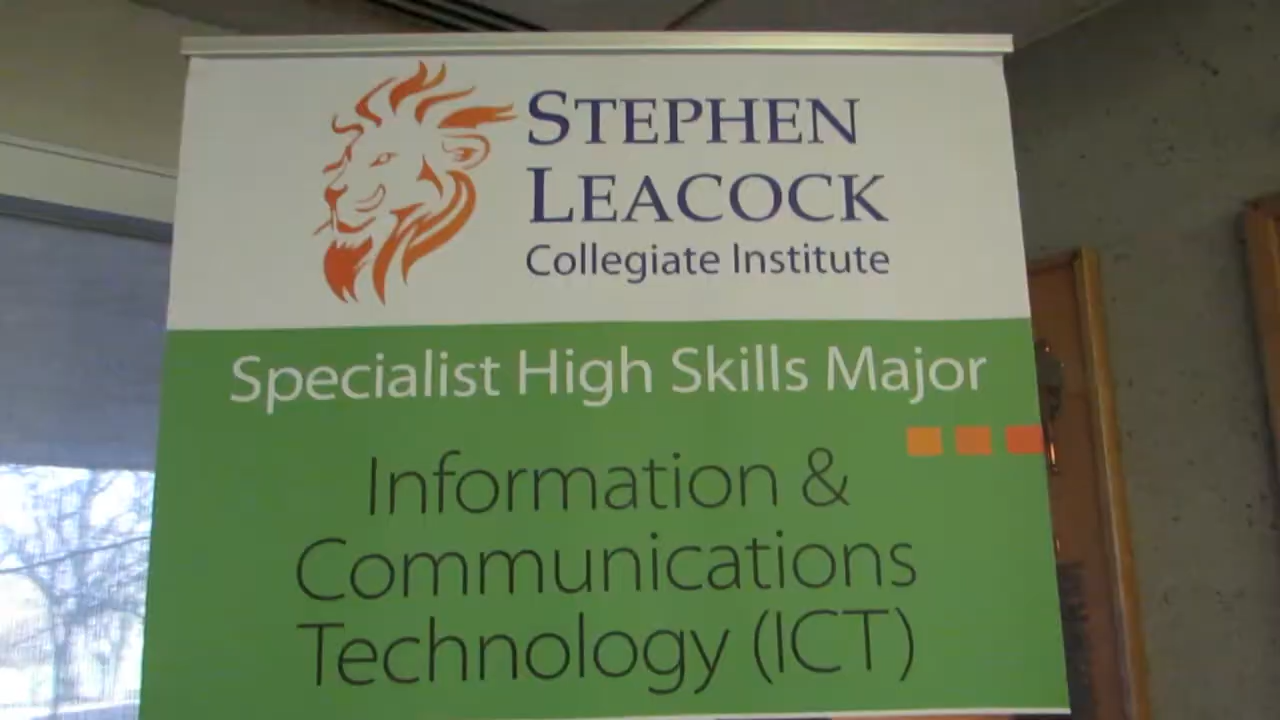 STEPHEN
LEACOCK
Collegiate Institute
Specialist High Skills Major
Information &
Communications
Technology (ICT)